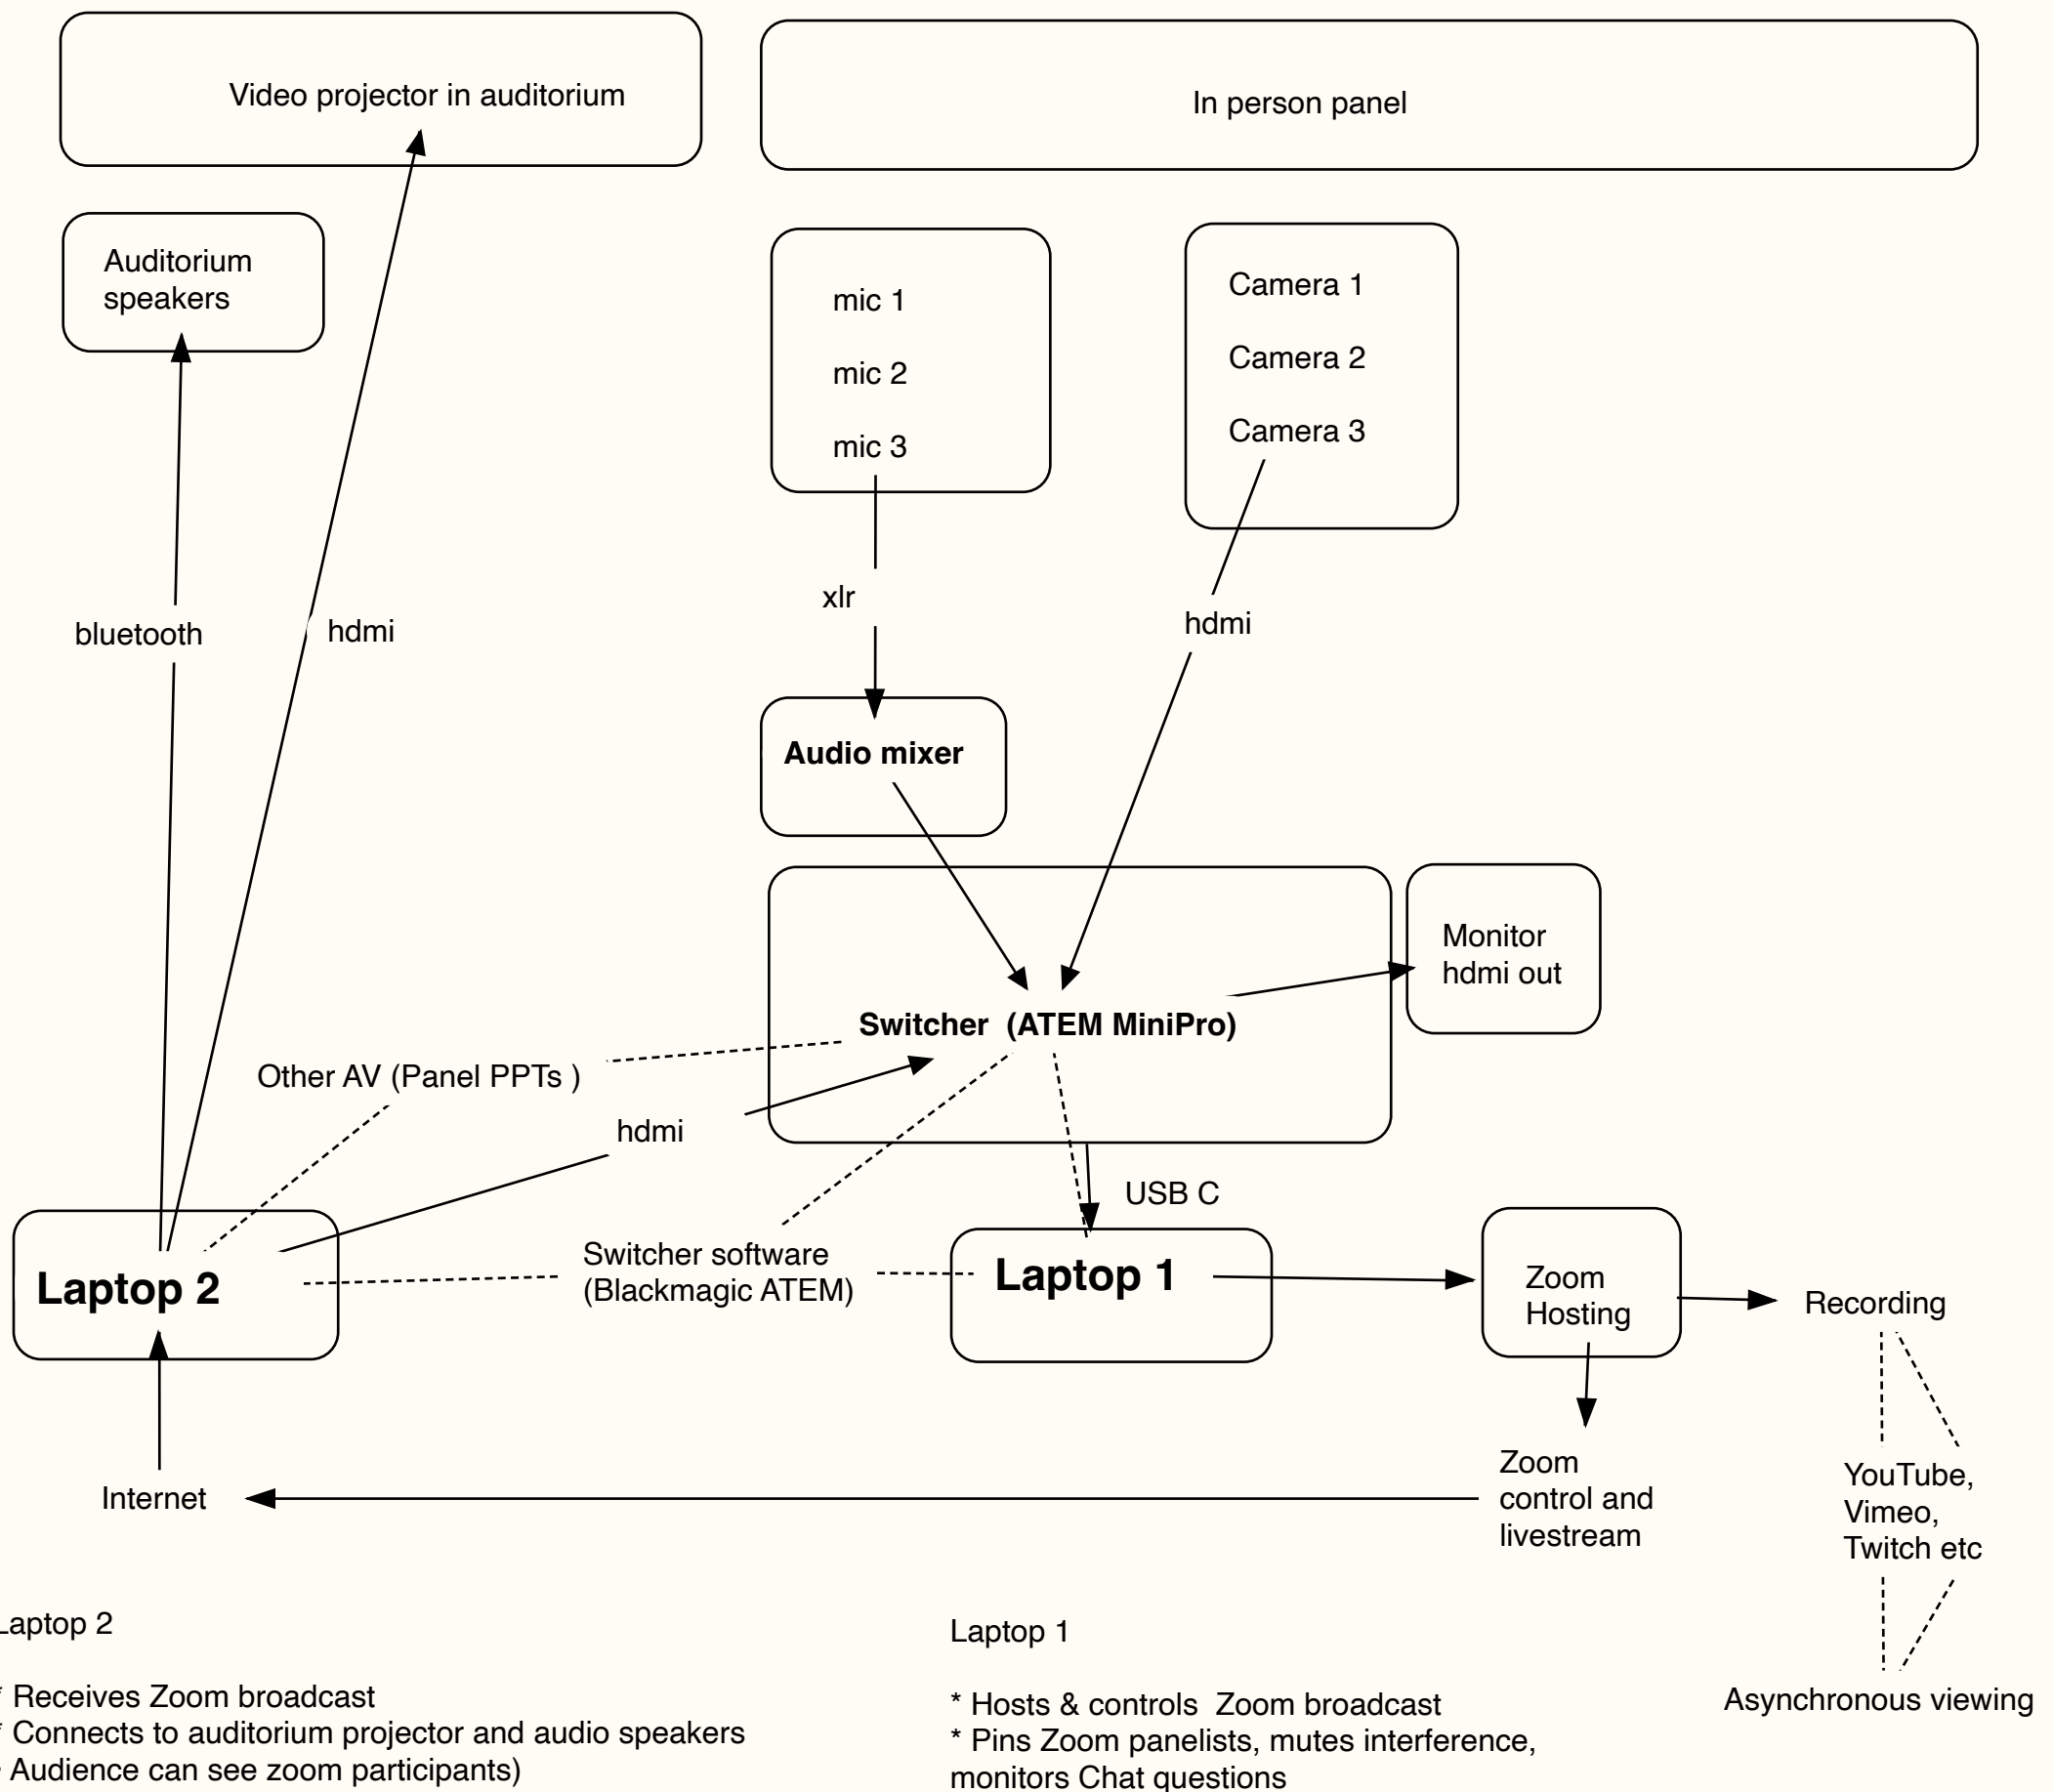 Video projector in auditorium
In person panel
Auditorium
speakers
mic 1
mic 2
mic 3
Camera 1
Camera 2
Camera 3
bluetooth
hdmi
xlr
hdmi
Audio mixer
Monitor
hdmi out
Switcher (ATEM MiniPro)
Other AV (Panel PPTs )
hdmi
USB C
Laptop 2
Switcher software
(Blackmagic ATEM)
Laptop 1
Zoom
Hosting
Recording
Internet
Zoom
control and
livestream
YouTube,
Vimeo,
Twitch etc
Asynchronous viewing
Laptop 2
* Receives Zoom broadcast
* Connects to auditorium projector and audio speakers
Audience can see zoom participants)
Laptop 1
* Hosts & controls Zoom broadcast
* Pins Zoom panelists, mutes interference,
monitors Chat questions